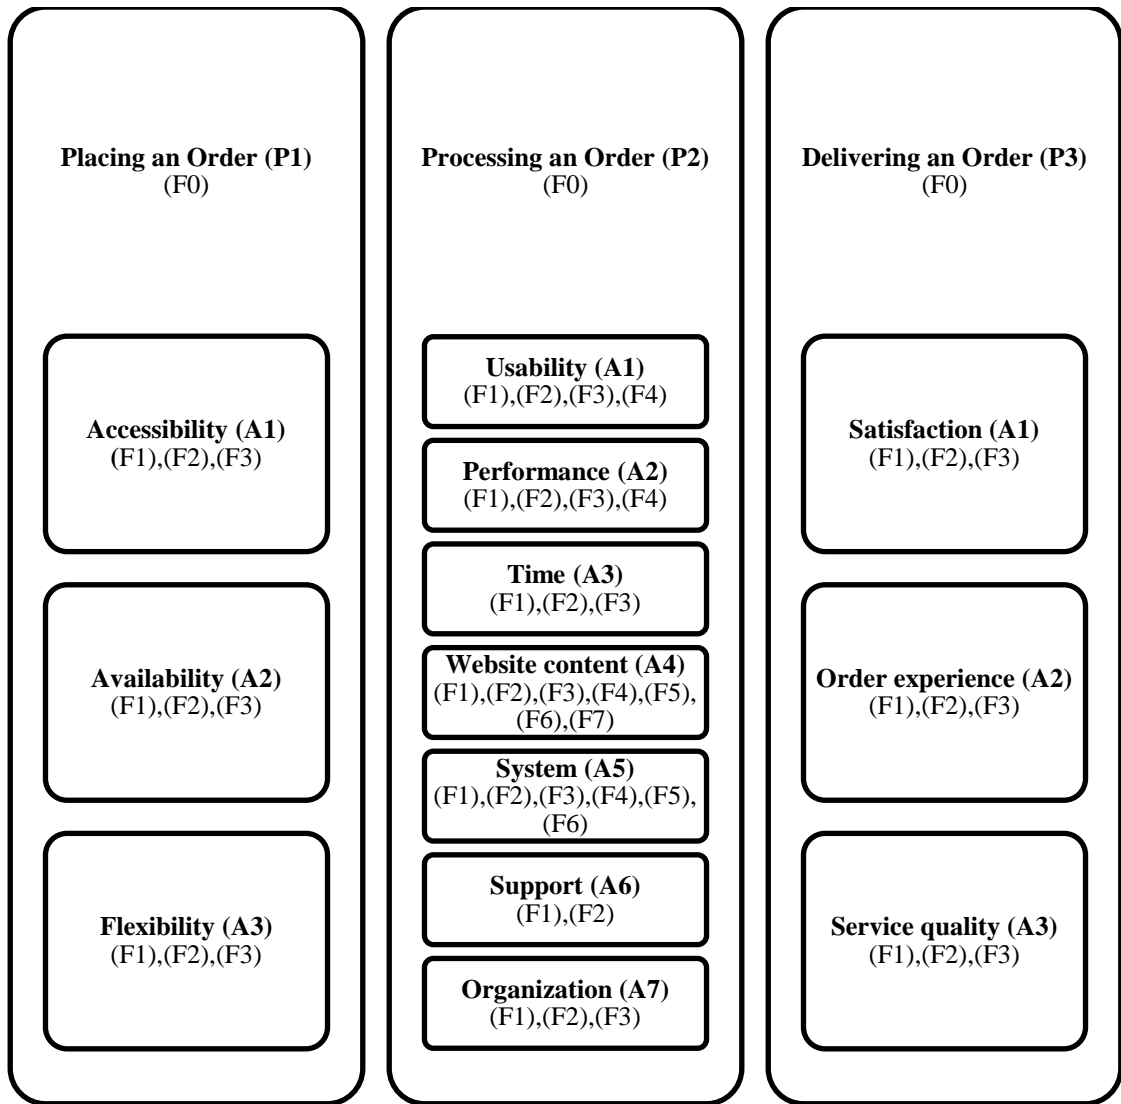 Placing an Order (P1)
(F0)
Accessibility (A1)
(F1),(F2),(F3)
Availability (A2)
(F1),(F2),(F3)
Flexibility (A3)
(F1),(F2),(F3)
Processing an Order (P2)
(F0)
Usability (A1)
(F1),(F2),(F3),(F4)
Performance (A2)
(F1),(F2),(F3),(F4)
Time (A3)
(F1),(F2),(F3)
Website content (A4)
(F1),(F2),(F3),(F4),(F5),
(F6),(F7)
System (A5)
(F1),(F2),(F3),(F4),(F5),
(F6)
Support (A6)
(F1),(F2)
Organization (A7)
(F1),(F2),(F3)
Delivering an Order (P3)
(F0)
Satisfaction (A1)
(F1),(F2),(F3)
Order experience (A2)
(F1),(F2),(F3)
Service quality (A3)
(F1),(F2),(F3)